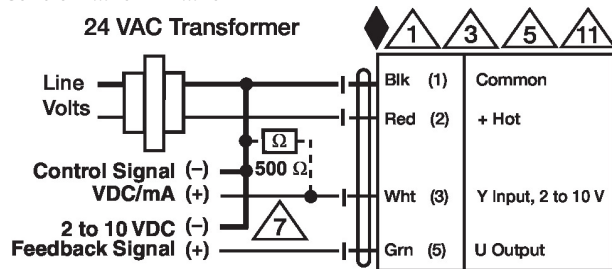 24 VAC Transformer
1 3 5 11
Line
Volts
Blk (1) Common
Red (2) + Hot
Ω
500 Ω
Control Signal (–)
VDC/mA (+)
Wht (3) Y Input, 2 to 10 V
7
2 to 10 VDC (–)
Feedback Signal (+)
Grn (5) U Output